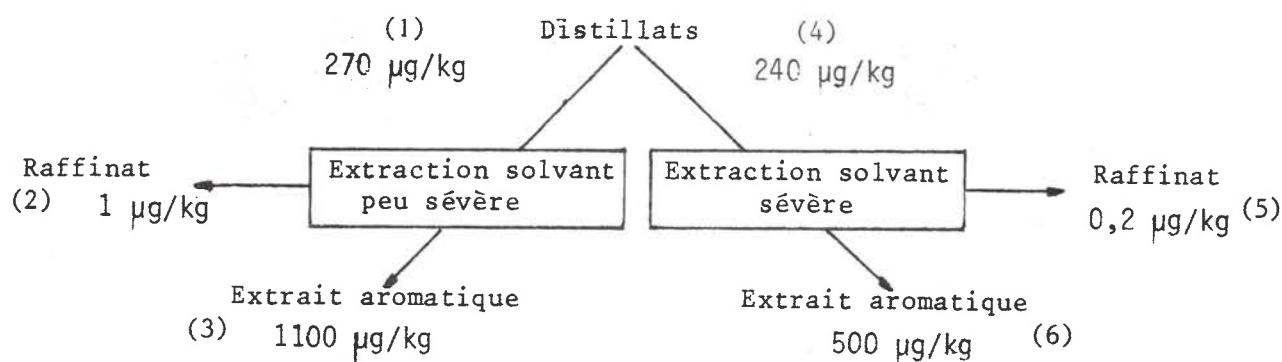 (1) Distillats (4)
270 µg/kg 240 µg/kg
Raffinat
(2) 1 µg/kg
Extraction solvant
peu sévère
Extraction solvant
sévère
Raffinat
0,2 µg/kg (5)
Extrait aromatique
(3) 1100 µg/kg
Extrait aromatique
500 µg/kg (6)